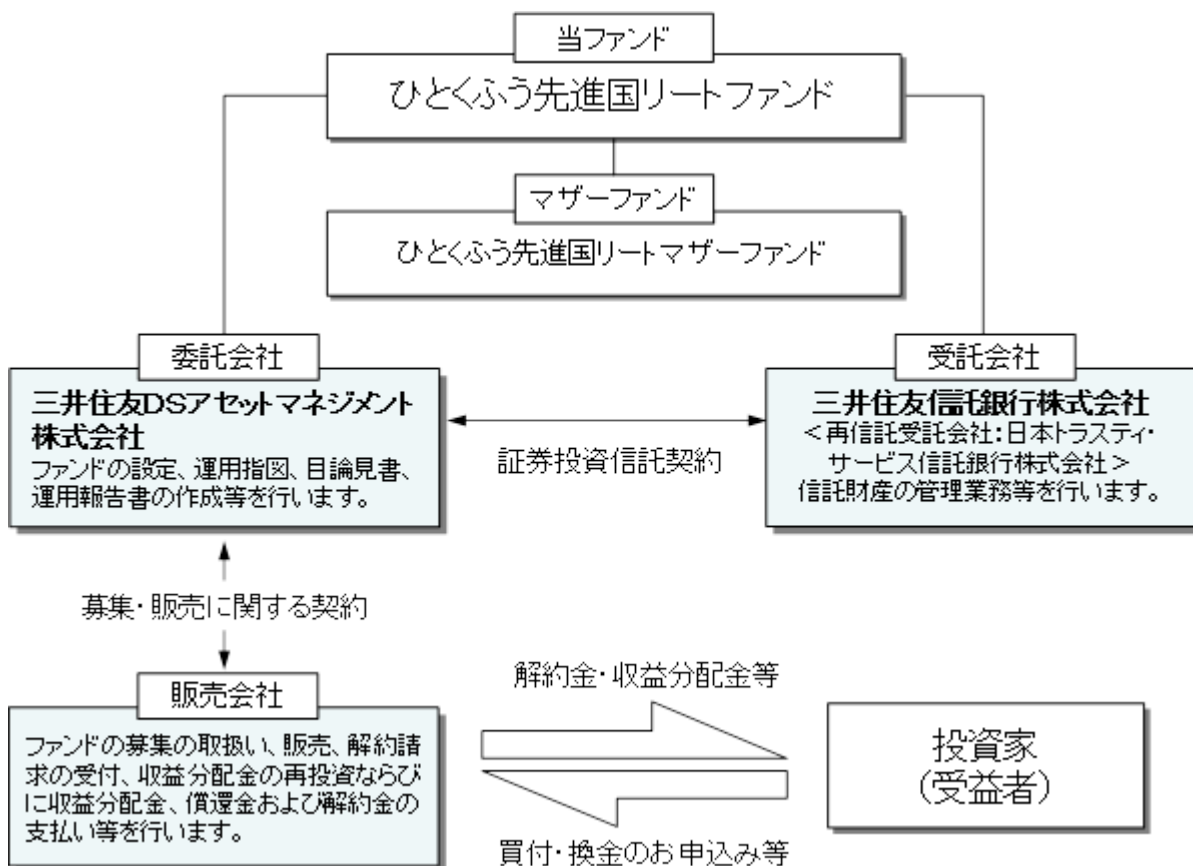 当ファンド
ひとくふう先進国リートファンド
マザーファンド
ひとくふう先進国リートマザーファンド
委託会社
三井住友DSアセットマネジメント
株式会社
ファンドの設定、運用指図、目論見書、
運用報告書の作成等を行います。
証券投資信託契約
受託会社
三井住友信託銀行株式会社
＜再信託受託会社：日本トラスティ・
サービス信託銀行株式会社＞
信託財産の管理業務等を行います。
募集・販売に関する契約
販売会社
ファンドの募集の取扱い、販売、解約請
求の受付、収益分配金の再投資ならび
に収益分配金、償還金および解約金の
支払い等を行います。
解約金・収益分配金等
買付・換金のお申込み等
投資家
（受益者）